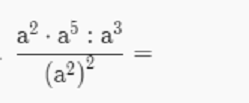 a² · a⁵ : a³ / (a²)² =